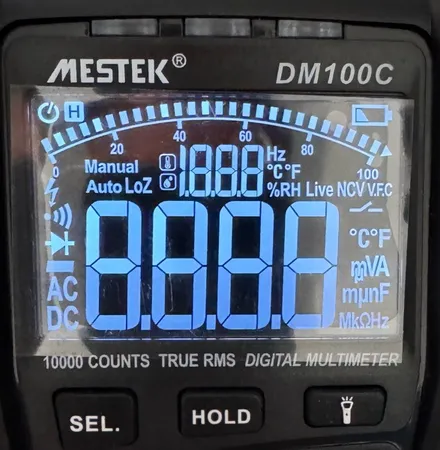 MESTEK®
DM100C
H
0 20 40 60 80 100
Manual
Auto LoZ
1.8.8.8
Hz
°C°F
%RH Live NCV V.F.C
8.8.8.8
°C°F
mVA
mµnF
MkΩHz
AC
DC
10000 COUNTS TRUE RMS DIGITAL MULTIMETER
SEL. HOLD